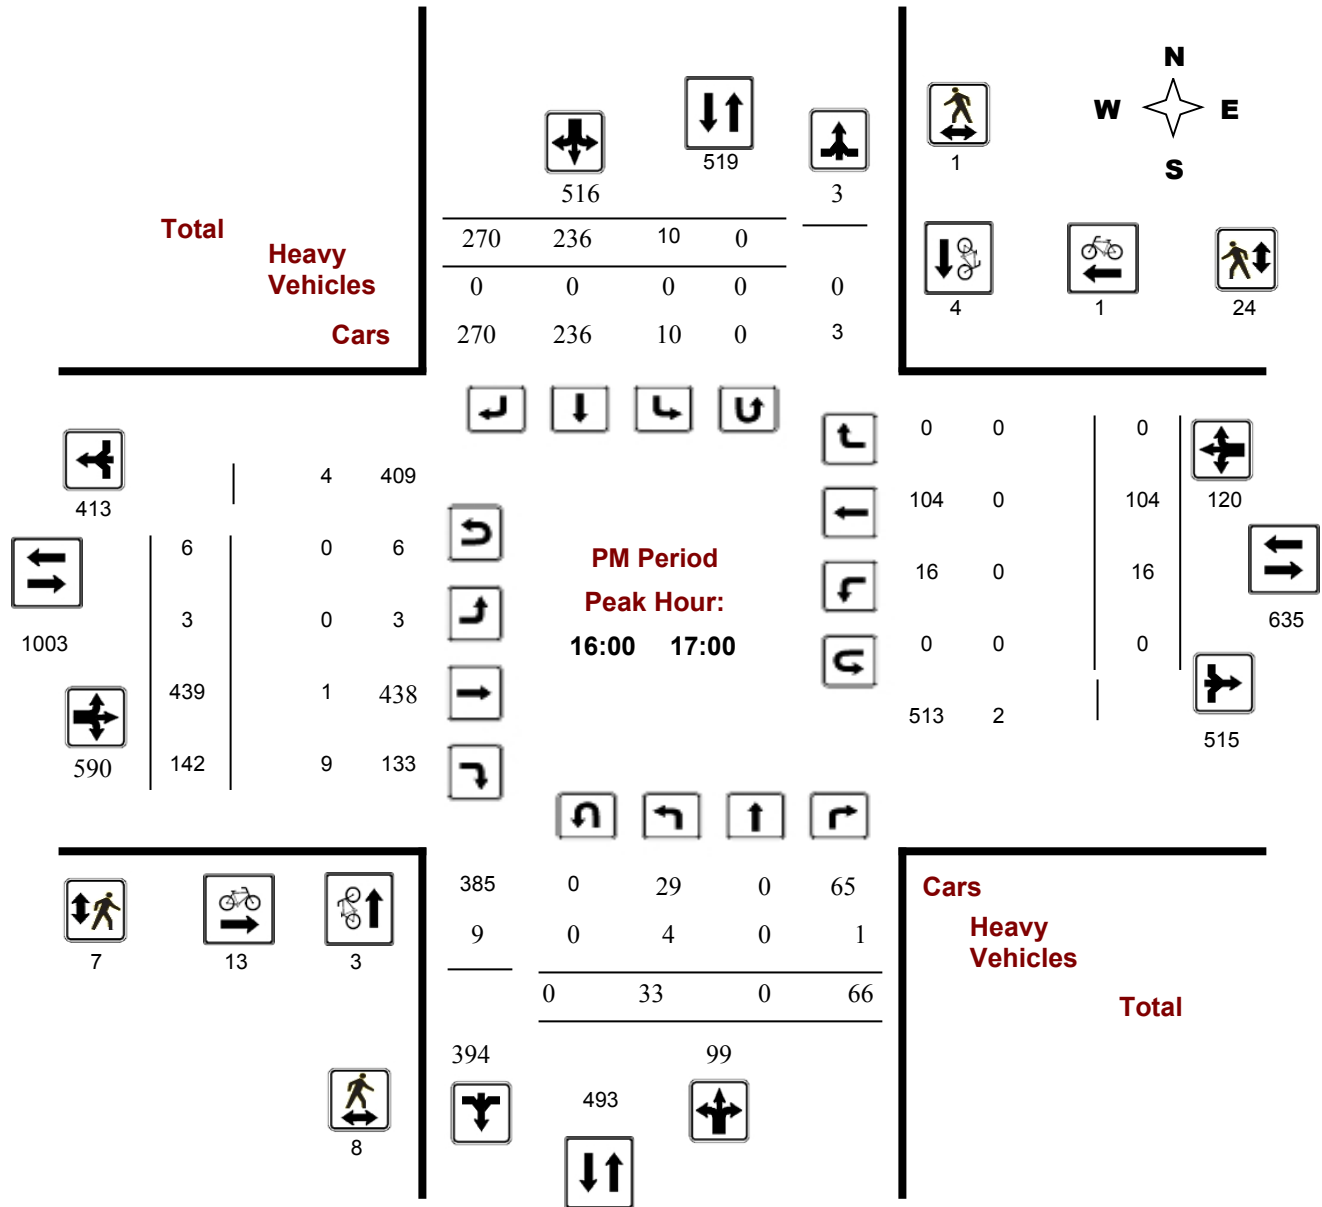 N
W E
S
519
516
3
1
Total
270 236 10 0
Heavy
Vehicles
0 0 0 0 0
4 1 24
Cars
270 236 10 0 3
0 0 0
413
4 409
104 0 104 120
6 0 6
PM Period
16 0 16
3 0 3
Peak Hour:
635
1003
16:00 17:00
0 0 0
439 1 438
513 2
515
590
142 9 133
385 0 29 0 65
Cars
9 0 4 0 1
Heavy
Vehicles
7 13 3
0 33 0 66
Total
394 99
493
8